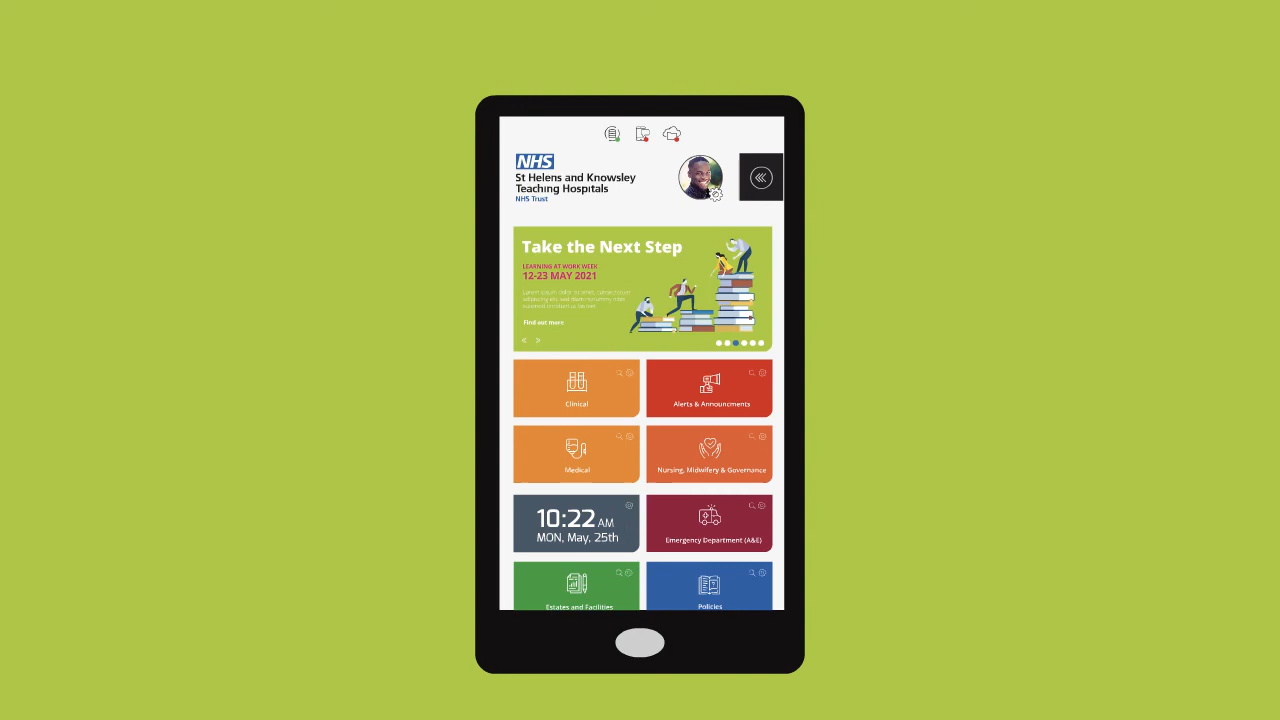 NHS
St Helens and Knowsley
Teaching Hospitals
NHS Trust
Take the Next Step
LEARNING AT WORK WEEK
12-23 MAY 2021
Find out more
Clinical
Alerts & Announcments
Medical
Nursing, Midwifery & Governance
10:22 AM
MON, May, 25th
Emergency Department (A&E)
Estates and Facilities
Policies